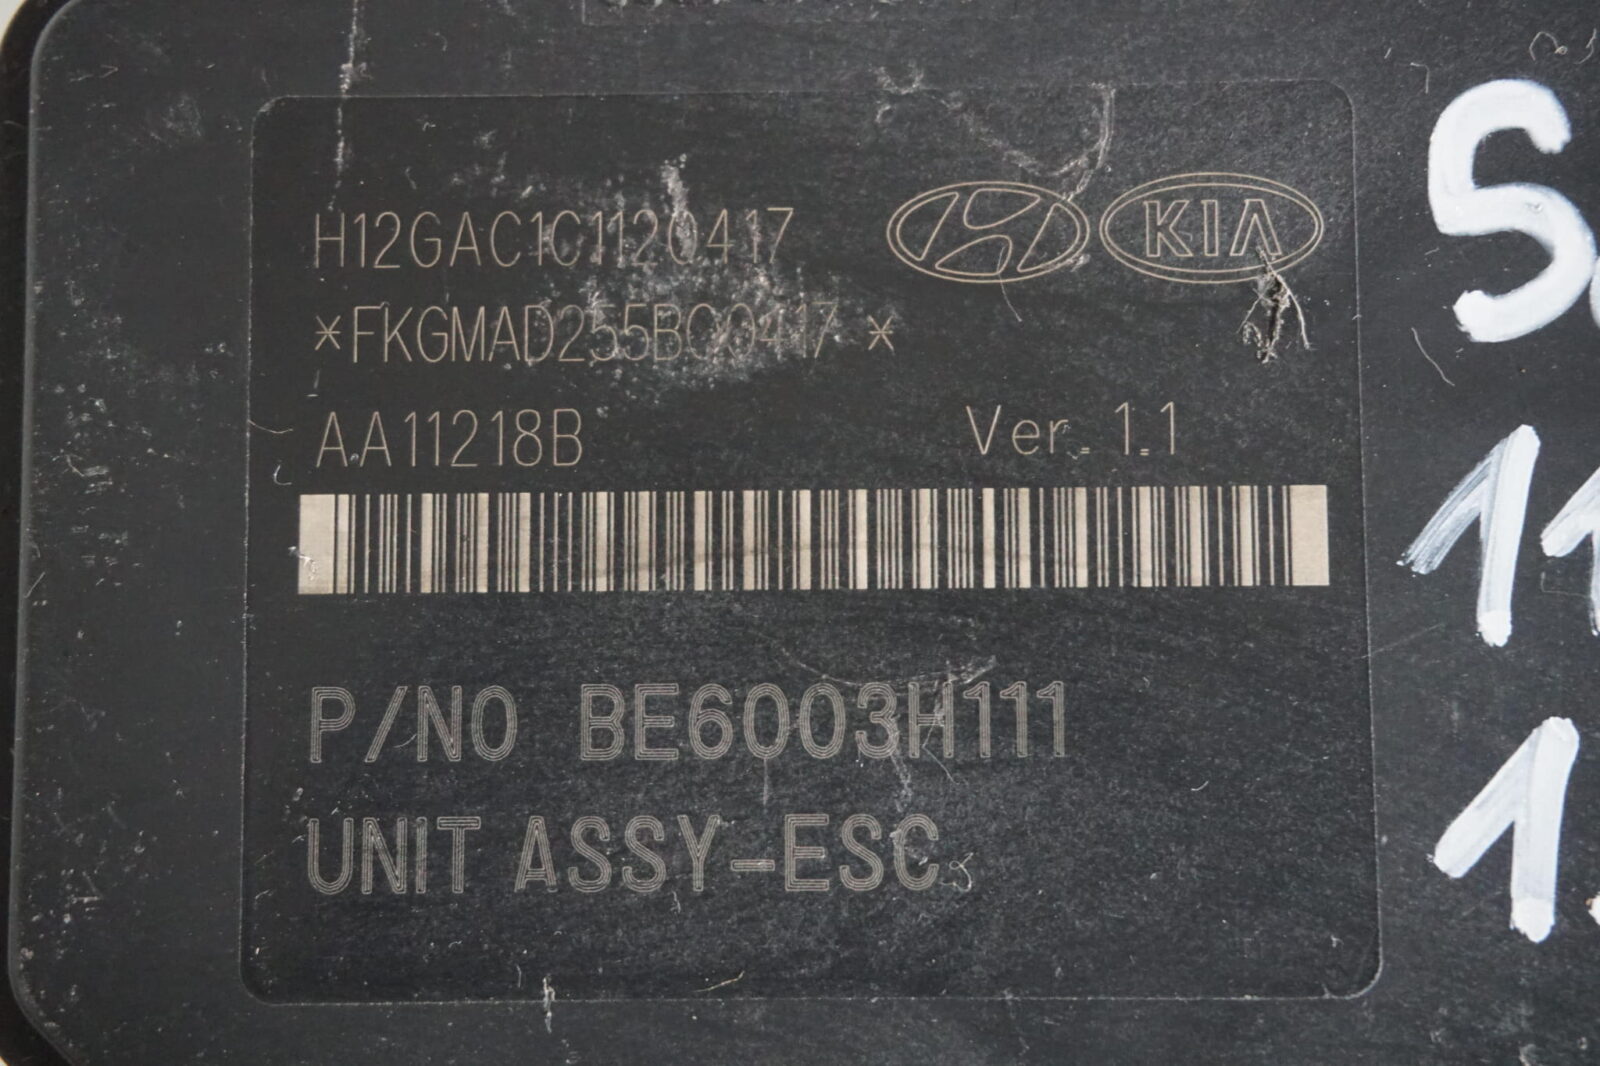 H12GAC1C1120417
KIA
*FKGMAD255BC0417 *
AA11218B
Ver. 1.1
P/NO BE6003H111
UNIT ASSY-ESC